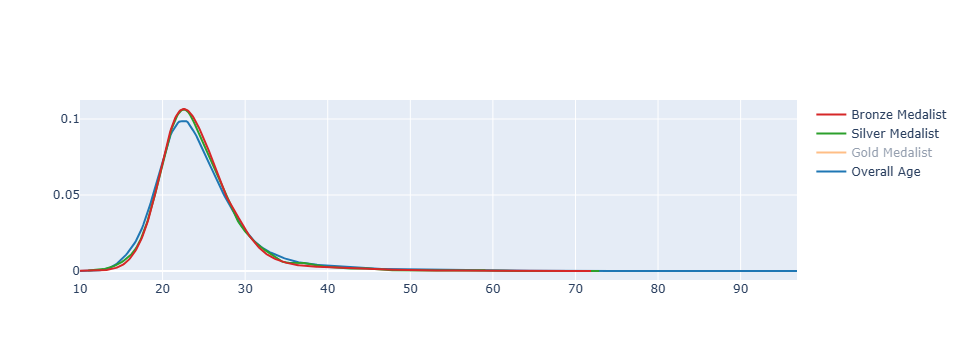 0.1
0.05
0
10 20 30 40 50 60 70 80 90
Bronze Medalist
Silver Medalist
Gold Medalist
Overall Age